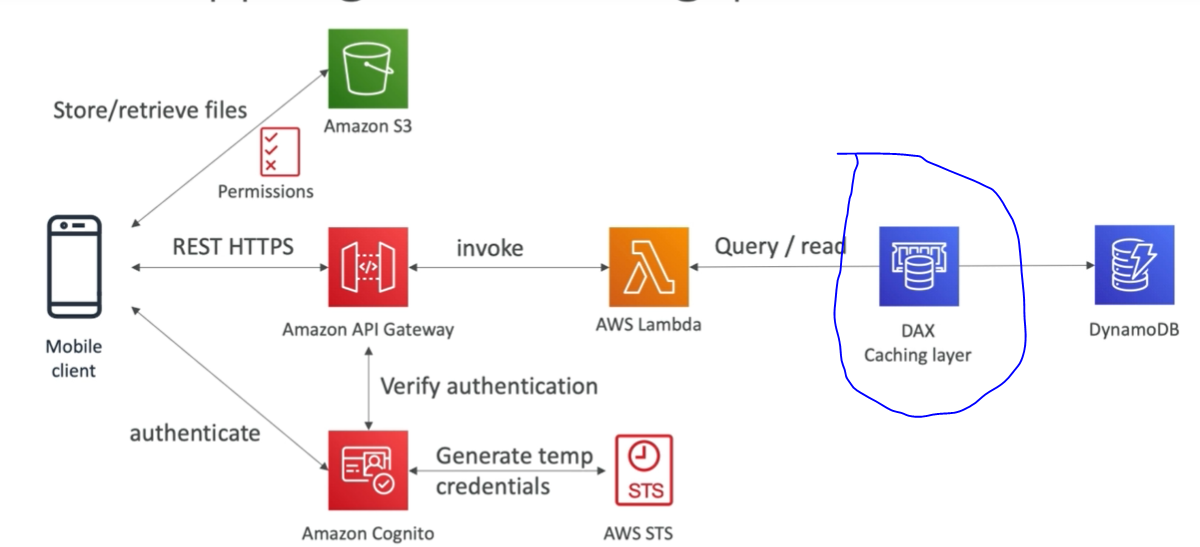 Amazon S3
Store/retrieve files
Permissions
REST HTTPS
invoke
Query / read
Mobile
client
Amazon API Gateway
AWS Lambda
DAX
Caching layer
DynamoDB
Verify authentication
authenticate
Generate temp
credentials
STS
Amazon Cognito
AWS STS